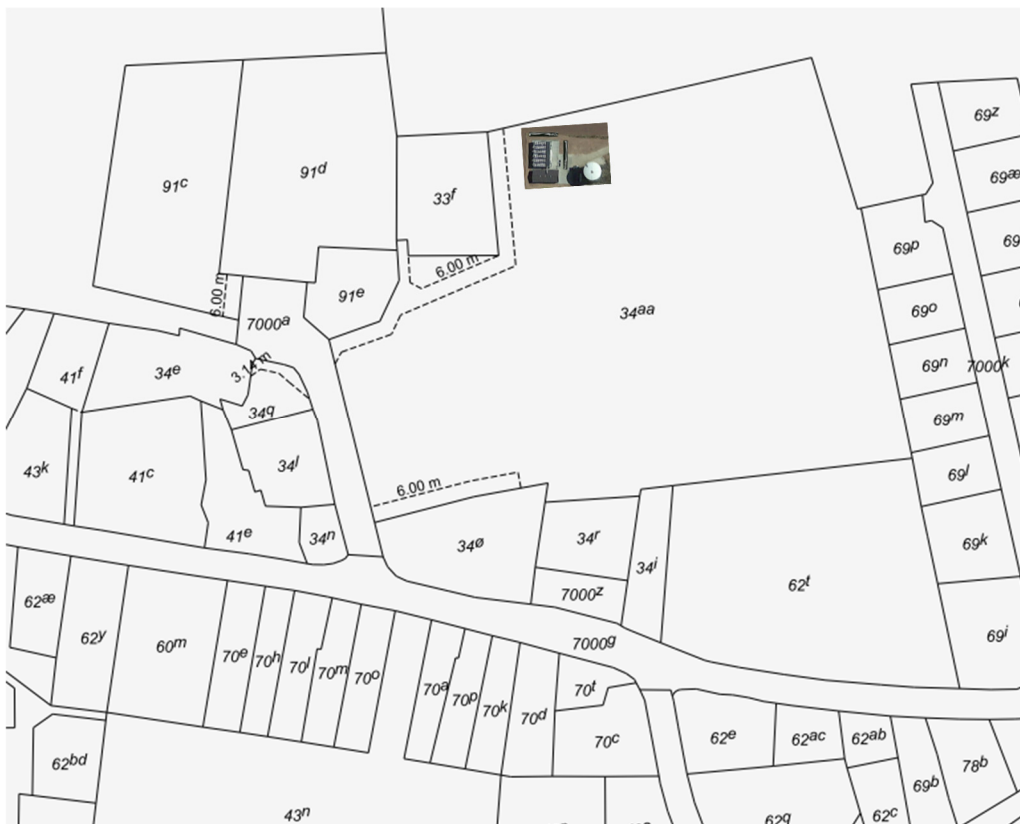 69z
91d
91c
69æ
33f
69
69p
6.00 m
91e
6.00 m
34aa
69o
7000a
69n
7000k
3.14 m
34e
41f
34q
69m
34l
43k
41c
69l
6.00 m
41e
34n
34ø
34r
69k
34i
62t
7000z
62æ
62y
60m
7000g
69i
70e
70h
70l
70m
70o
70a
70p
70k
70d
70t
70c
62e
62ac
62ab
62bd
78b
69b
43n
62q
62c